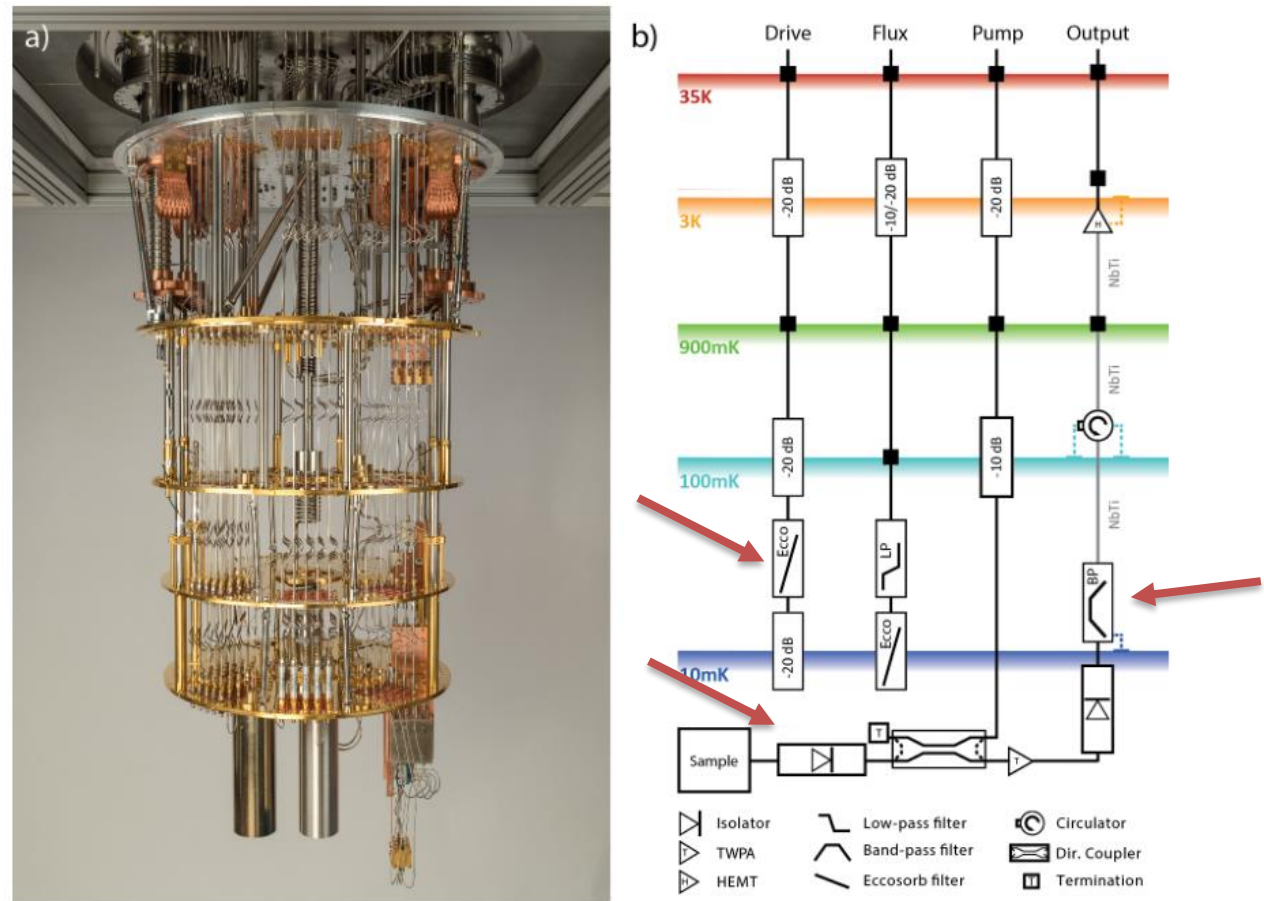 a)
b)
Drive Flux Pump Output
35K
-20 dB
-10/-20 dB
-20 dB
3K
H
NbTi
900mK
NbTi
-20 dB
-10 dB
100mK
NbTi
Ecco
LP
BP
-20 dB
Ecco
10mK
T
Sample
T
Isolator
Low-pass filter
Circulator
T TWPA
Band-pass filter
Dir. Coupler
H HEMT
Eccosorb filter
T Termination